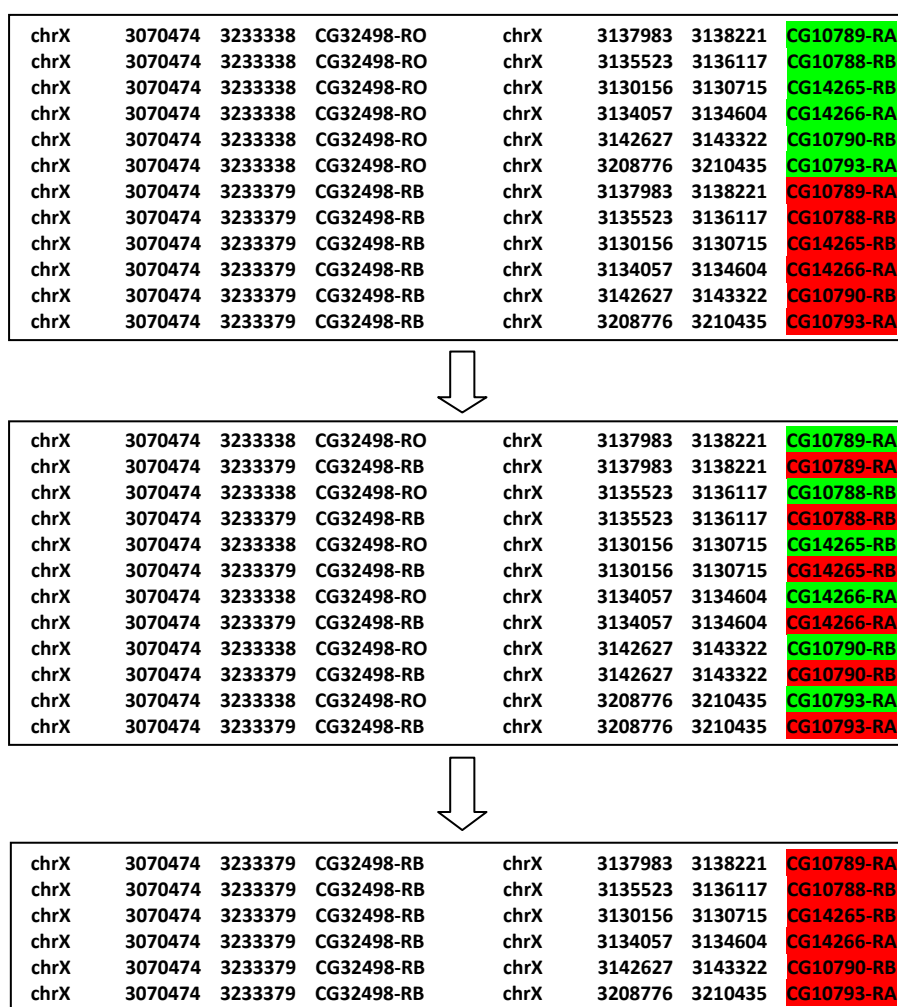 chrX 3070474 3233338 CG32498-RO chrX 3137983 3138221 CG10789-RA
chrX 3070474 3233338 CG32498-RO chrX 3135523 3136117 CG10788-RB
chrX 3070474 3233338 CG32498-RO chrX 3130156 3130715 CG14265-RB
chrX 3070474 3233338 CG32498-RO chrX 3134057 3134604 CG14266-RA
chrX 3070474 3233338 CG32498-RO chrX 3142627 3143322 CG10790-RB
chrX 3070474 3233338 CG32498-RO chrX 3208776 3210435 CG10793-RA
chrX 3070474 3233379 CG32498-RB chrX 3137983 3138221 CG10789-RA
chrX 3070474 3233379 CG32498-RB chrX 3135523 3136117 CG10788-RB
chrX 3070474 3233379 CG32498-RB chrX 3130156 3130715 CG14265-RB
chrX 3070474 3233379 CG32498-RB chrX 3134057 3134604 CG14266-RA
chrX 3070474 3233379 CG32498-RB chrX 3142627 3143322 CG10790-RB
chrX 3070474 3233379 CG32498-RB chrX 3208776 3210435 CG10793-RA
chrX 3070474 3233338 CG32498-RO chrX 3137983 3138221 CG10789-RA
chrX 3070474 3233379 CG32498-RB chrX 3137983 3138221 CG10789-RA
chrX 3070474 3233338 CG32498-RO chrX 3135523 3136117 CG10788-RB
chrX 3070474 3233379 CG32498-RB chrX 3135523 3136117 CG10788-RB
chrX 3070474 3233338 CG32498-RO chrX 3130156 3130715 CG14265-RB
chrX 3070474 3233379 CG32498-RB chrX 3130156 3130715 CG14265-RB
chrX 3070474 3233338 CG32498-RO chrX 3134057 3134604 CG14266-RA
chrX 3070474 3233379 CG32498-RB chrX 3134057 3134604 CG14266-RA
chrX 3070474 3233338 CG32498-RO chrX 3142627 3143322 CG10790-RB
chrX 3070474 3233379 CG32498-RB chrX 3142627 3143322 CG10790-RB
chrX 3070474 3233338 CG32498-RO chrX 3208776 3210435 CG10793-RA
chrX 3070474 3233379 CG32498-RB chrX 3208776 3210435 CG10793-RA
chrX 3070474 3233379 CG32498-RB chrX 3137983 3138221 CG10789-RA
chrX 3070474 3233379 CG32498-RB chrX 3135523 3136117 CG10788-RB
chrX 3070474 3233379 CG32498-RB chrX 3130156 3130715 CG14265-RB
chrX 3070474 3233379 CG32498-RB chrX 3134057 3134604 CG14266-RA
chrX 3070474 3233379 CG32498-RB chrX 3142627 3143322 CG10790-RB
chrX 3070474 3233379 CG32498-RB chrX 3208776 3210435 CG10793-RA